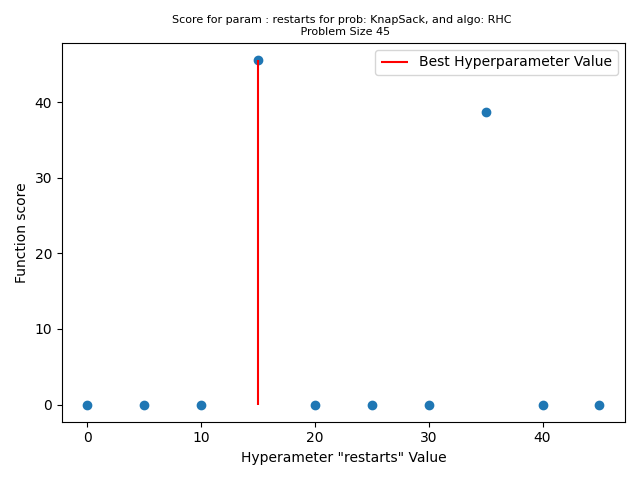 Score for param : restarts for prob: KnapSack, and algo: RHC
Problem Size 45
Best Hyperparameter Value
Function score
40
30
20
10
0
0 10 20 30 40
Hyperameter "restarts" Value